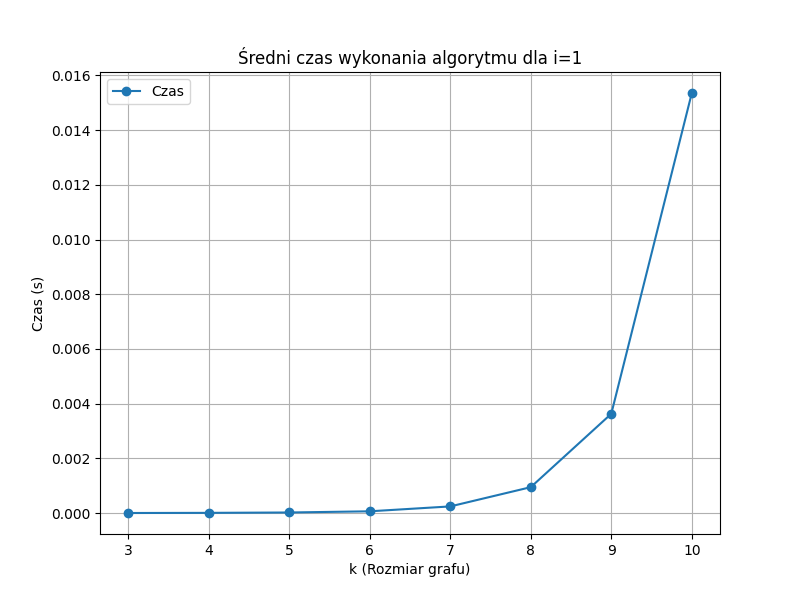 Średni czas wykonania algorytmu dla i=1
Czas
0.016
0.014
0.012
0.010
0.008
0.006
0.004
0.002
0.000
Czas (s)
3 4 5 6 7 8 9 10
k (Rozmiar grafu)